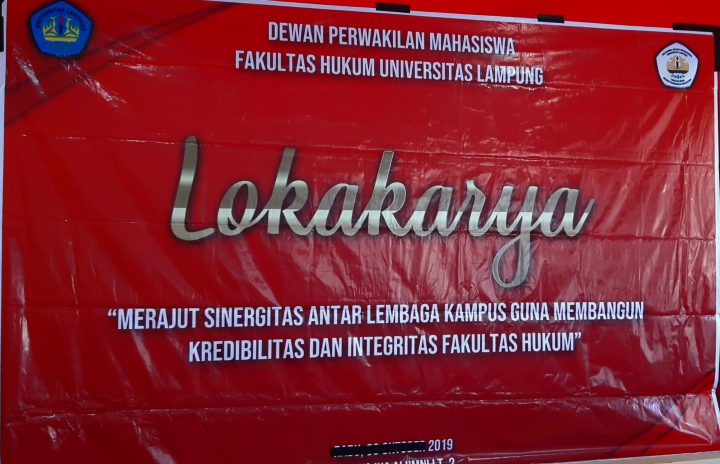 DEWAN PERWAKILAN MAHASISWA
FAKULTAS HUKUM UNIVERSITAS LAMPUNG
Lokakarya
“MERAJUT SINERGITAS ANTAR LEMBAGA KAMPUS GUNA MEMBANGUN
KREDIBILITAS DAN INTEGRITAS FAKULTAS HUKUM”
2019